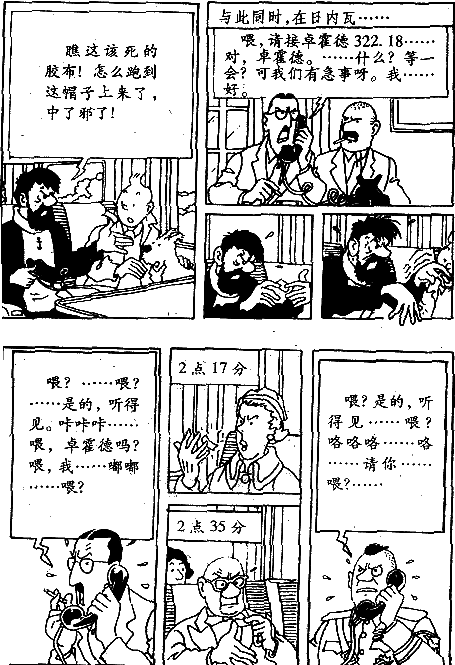 瞧这该死的
胶布！怎么跑到
这帽子上来了，
中了邪了！
与此同时，在日内瓦……
喂，请接卓霍德 322.18……
对，卓霍德。……什么？等一
会？可我们有急事呀。我……
好。
喂？……喂？
……是的，听得
见。咔咔咔……
喂，卓霍德吗？
喂，我……嘟嘟
……喂？
2点17分
2点35分
喂？是的，听
得见……喂？
咯咯咯……咯
……请你……
喂？……